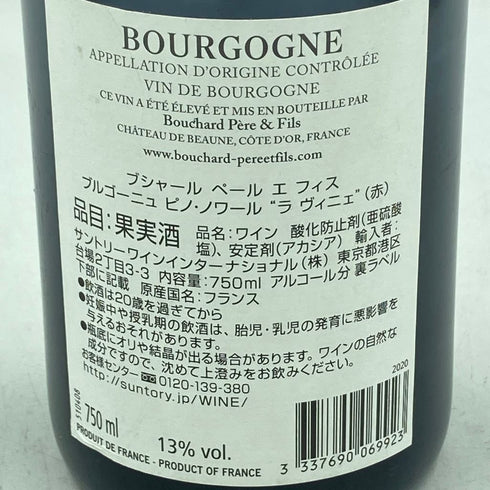 BOURGOGNE
APPELLATION D'ORIGINE CONTRÔLÉE
VIN DE BOURGOGNE
CE VIN A ÉTÉ ÉLEVÉ ET MIS EN BOUTEILLE PAR
Bouchard Père & Fils
CHÂTEAU DE BEAUNE, CÔTE D'OR, FRANCE
www.bouchard-pereetfils.com
ブシャール ペール エ フィス
ブルゴーニュ ピノ・ノワール “ラ ヴィニェ”(赤)
品目:果実酒 品名:ワイン 酸化防止剤(亜硫酸
塩)、安定剤(アカシア) 輸入者:
サントリーワインインターナショナル(株) 東京都港区
台場2丁目3-3 内容量:750ml アルコール分 裏ラベル
下部に記載 原産国名:フランス
●飲酒は20歳を過ぎてから
●妊娠中や授乳期の飲酒は、胎児・乳児の発育に悪影響を
与えるおそれがあります。
●瓶底にオリや結晶が出る場合があります。ワインの成分ですので、沈めて上澄みをお飲みください。
お客様センター 0120-139-380
http://suntory.jp/WINE/
2020
510406
750 ml
13% vol.
PRODUIT DE FRANCE - PRODUCT OF FRANCE
3 337690 069923